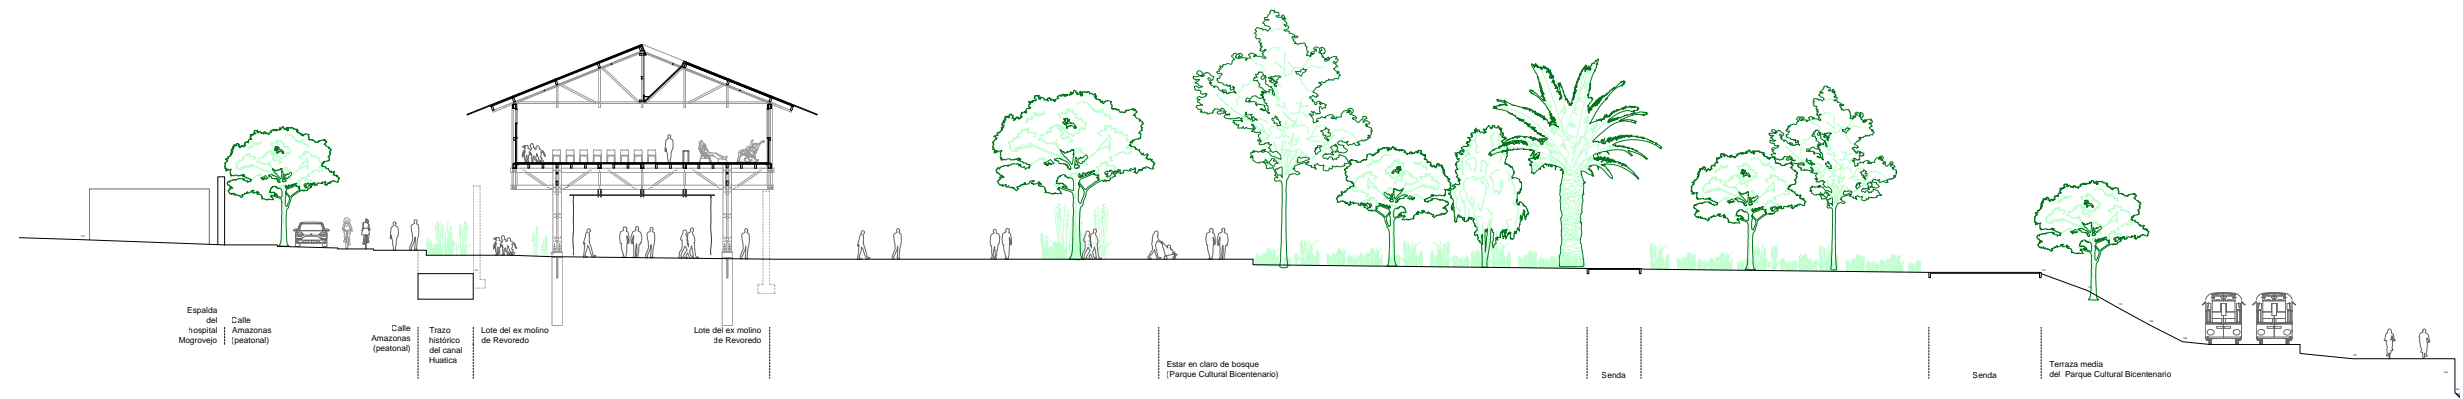 Espalda
del
hospital
Mogrovejo
Calle
Amazonas
(peatonal)
Calle
Amazonas
(peatonal)
Trazo
histórico
del canal
Huatica
Lote del ex molino
de Revoredo
Lote del ex molino
de Revoredo
Estar en claro de bosque
(Parque Cultural Bicentenario)
Senda
Senda
Terraza media
del Parque Cultural Bicentenario